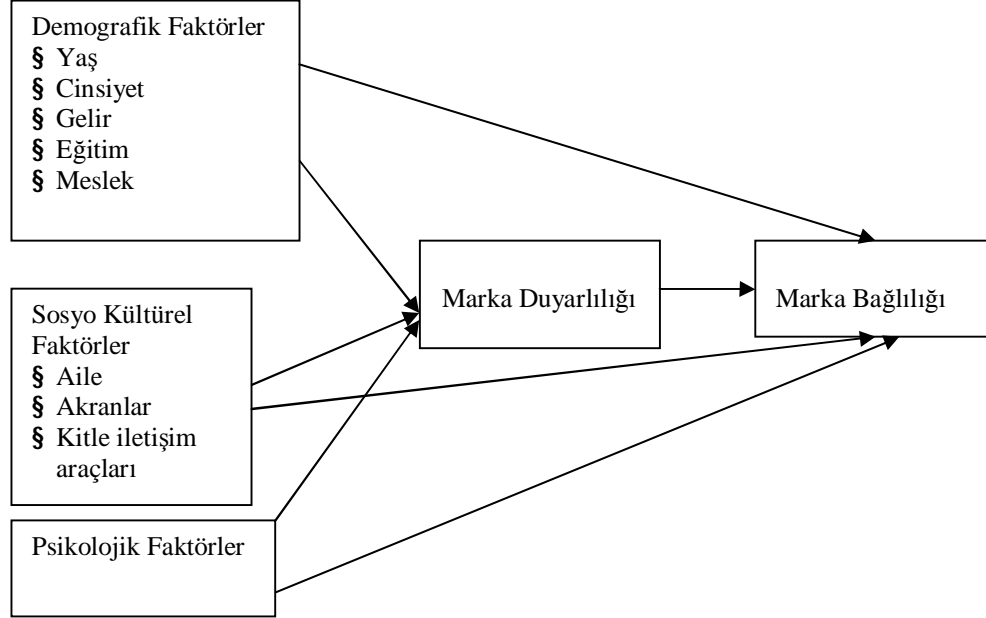 Demografik Faktörler
§ Yaş
§ Cinsiyet
§ Gelir
§ Eğitim
§ Meslek
Marka Duyarlılığı
Marka Bağlılığı
Sosyo Kültürel
Faktörler
§ Aile
§ Akranlar
§ Kitle iletişim
araçları
Psikolojik Faktörler